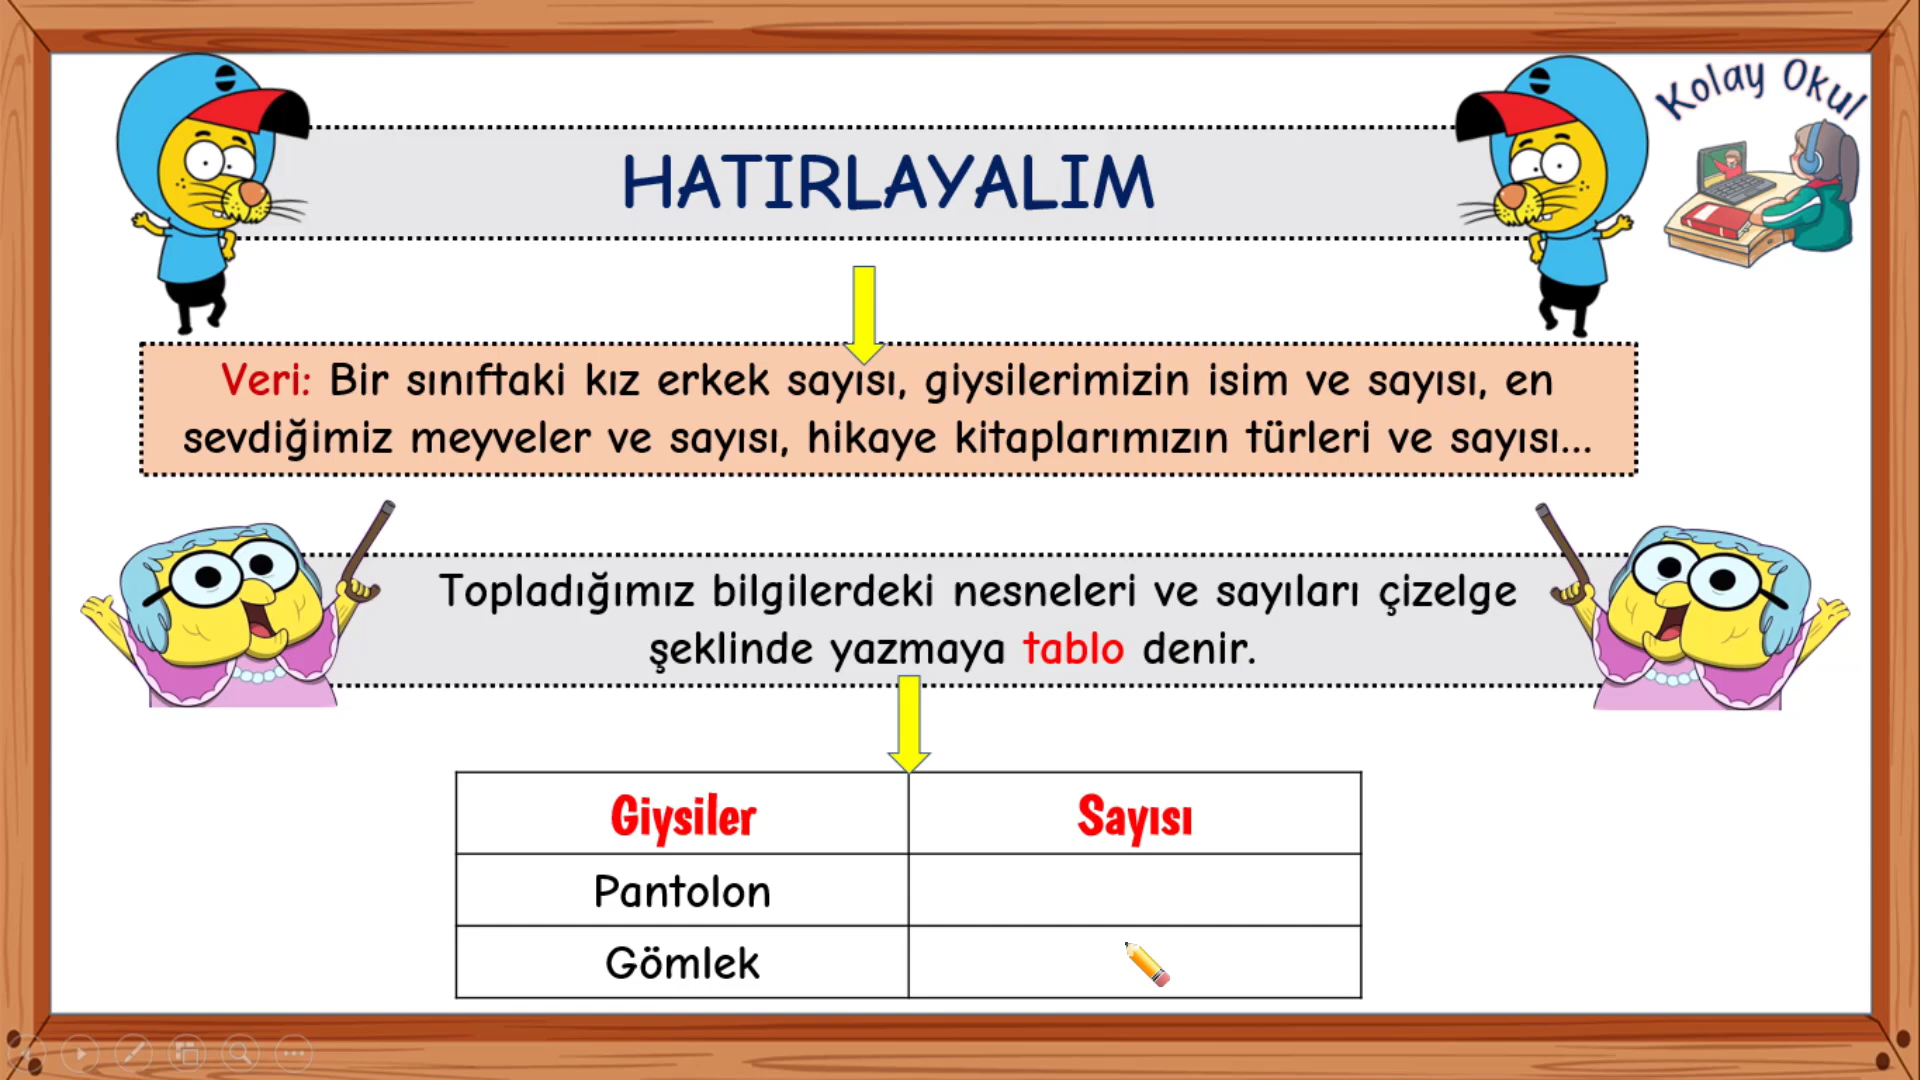 Kolay Okul
HATIRLAYALIM
Veri: Bir sınıftaki kız erkek sayısı, giysilerimizin isim ve sayısı, en
sevdiğimiz meyveler ve sayısı, hikaye kitaplarımızın türleri ve sayısı...
Topladığımız bilgilerdeki nesneleri ve sayıları çizelge
şeklinde yazmaya tablo denir.
Giysiler Sayısı
Pantolon
Gömlek